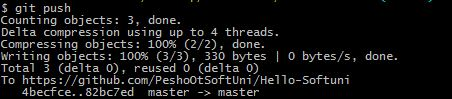 $ git push
Counting objects: 3, done.
Delta compression using up to 4 threads.
Compressing objects: 100% (2/2), done.
Writing objects: 100% (3/3), 330 bytes | 0 bytes/s, done.
Total 3 (delta 0), reused 0 (delta 0)
To https://github.com/PeshoOtSoftUni/Hello-Softuni
   4becfce..82bc7ed  master -> master